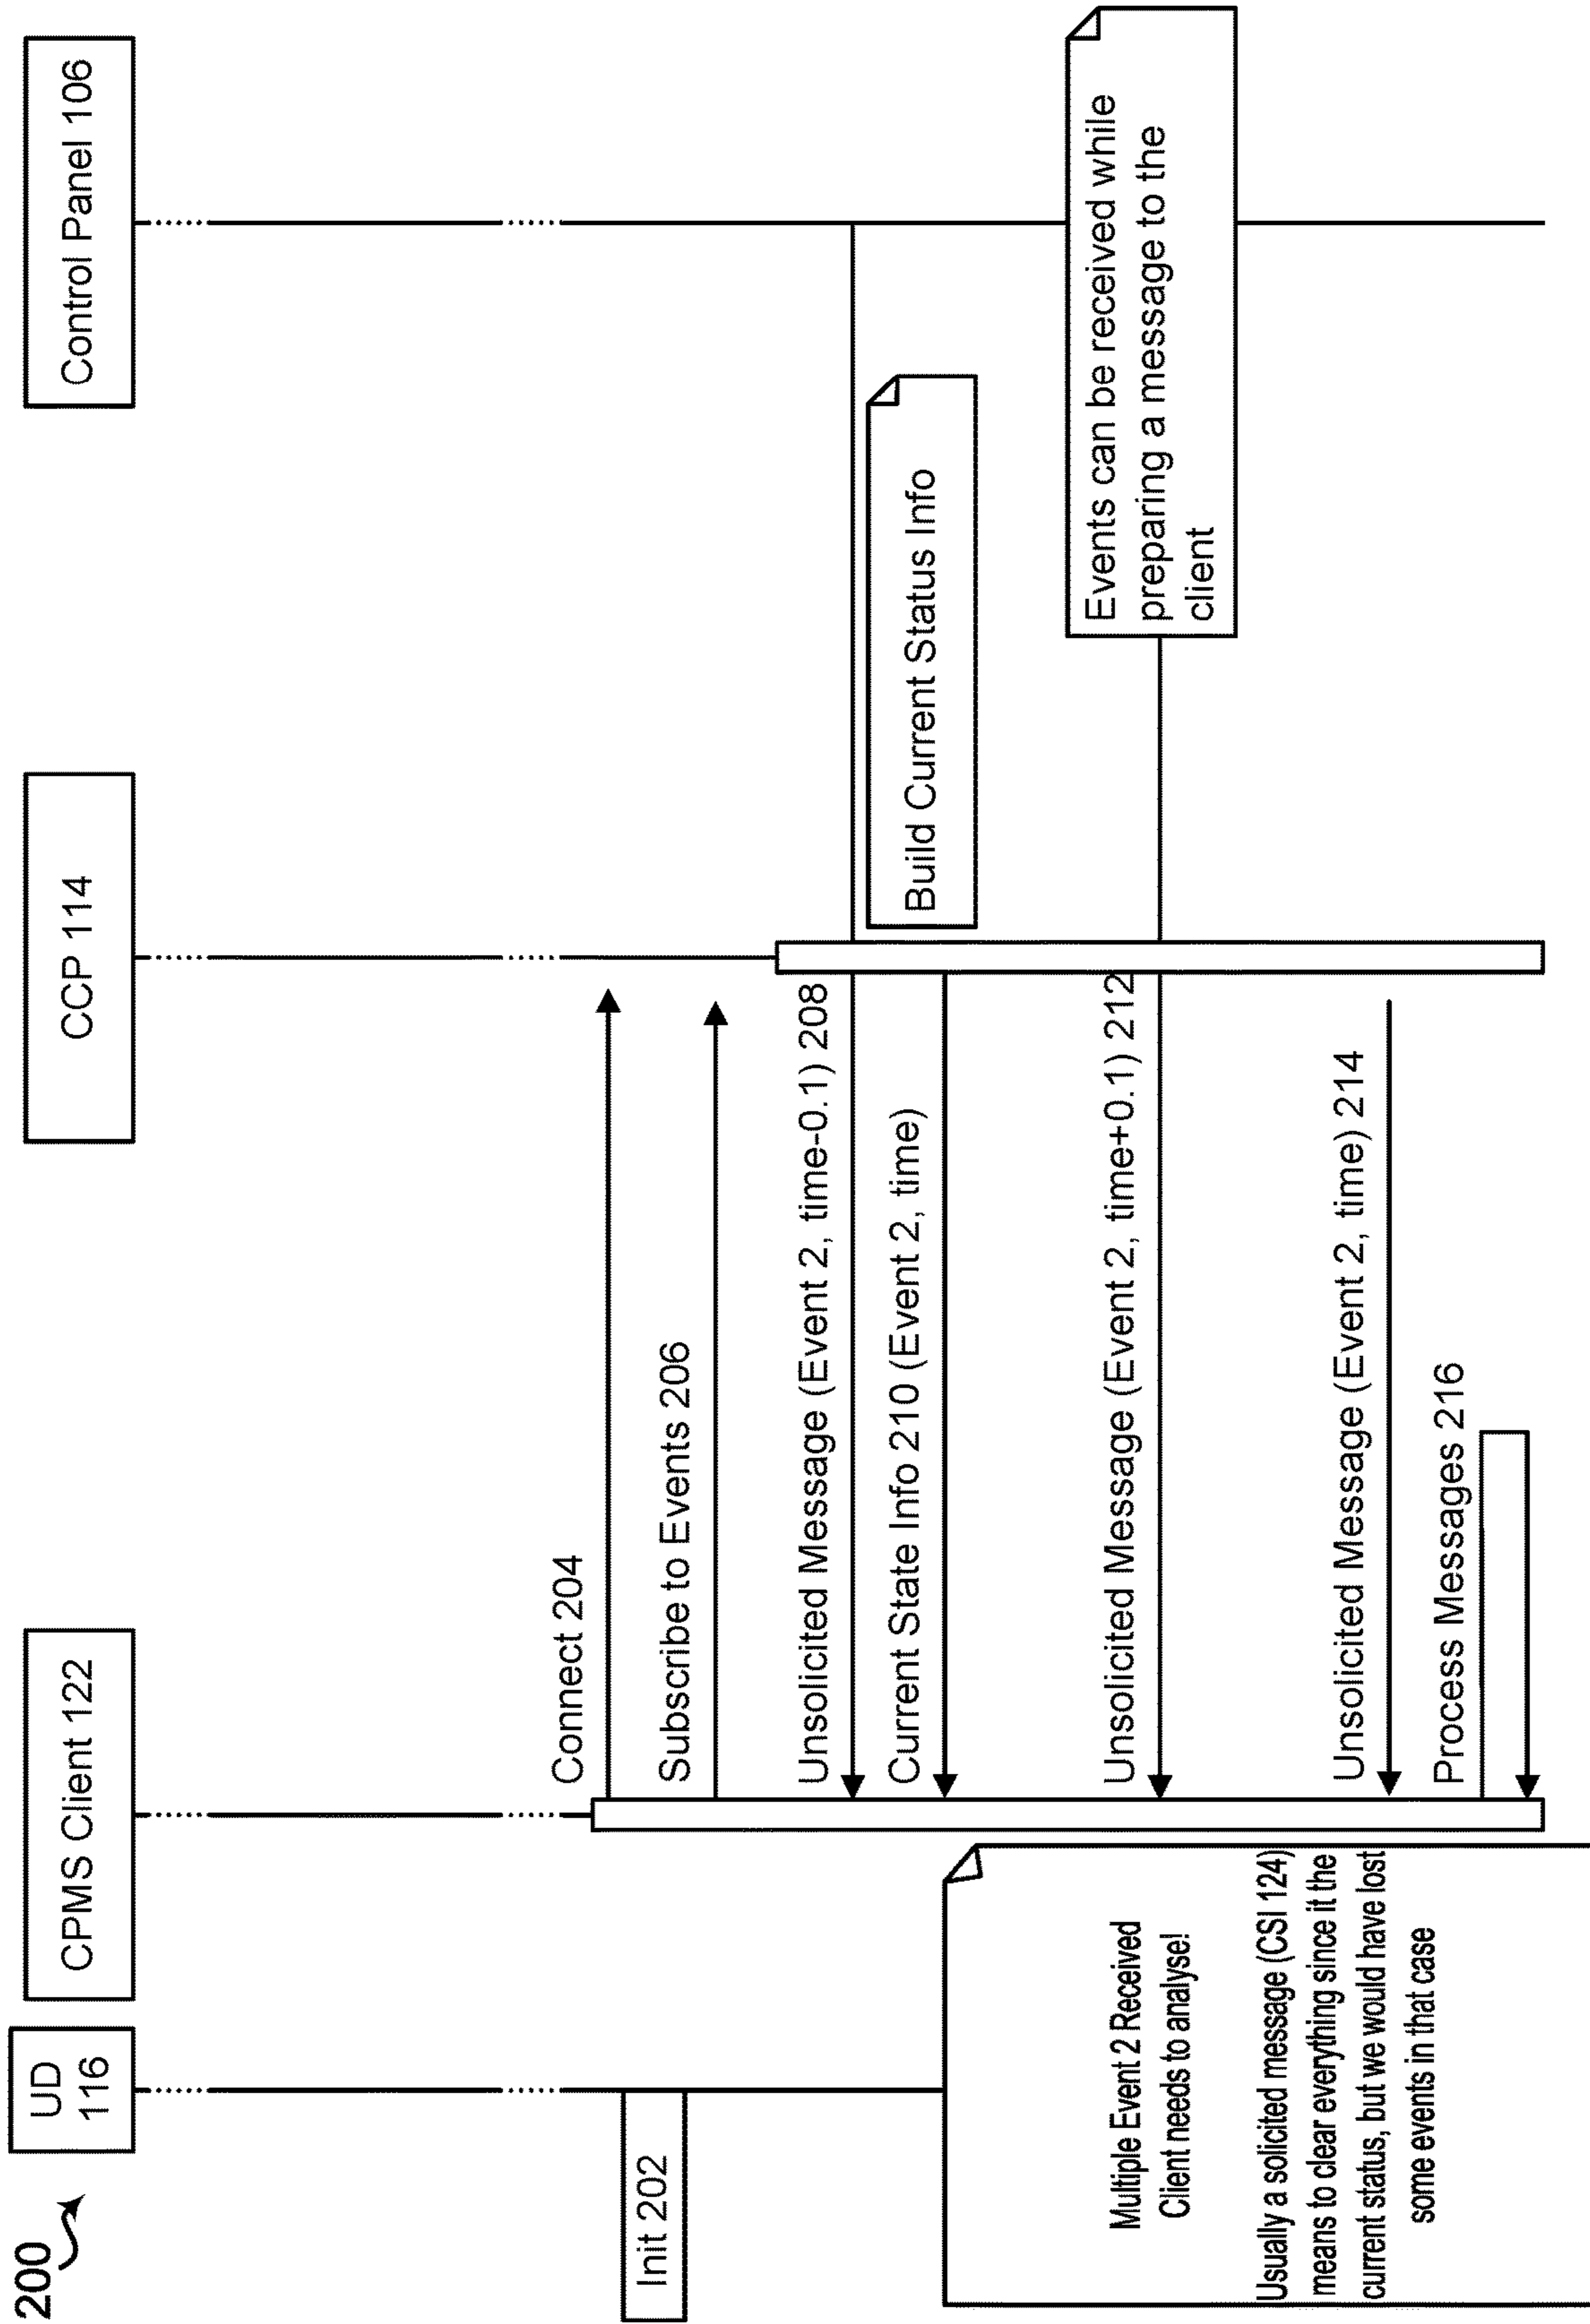 200
UD
116
CPMS Client 122
CCP 114
Control Panel 106
Init 202
Connect 204
Subscribe to Events 206
Unsolicited Message (Event 2, time-0.1) 208
Build Current Status Info
Current State Info 210 (Event 2, time)
Events can be received while
preparing a message to the
client
Unsolicited Message (Event 2, time+0.1) 212
Unsolicited Message (Event 2, time) 214
Process Messages 216
Multiple Event 2 Received
Client needs to analyse!
Usually a solicited message (CSI 124)
means to clear everything since it the
current status, but we would have lost
some events in that case